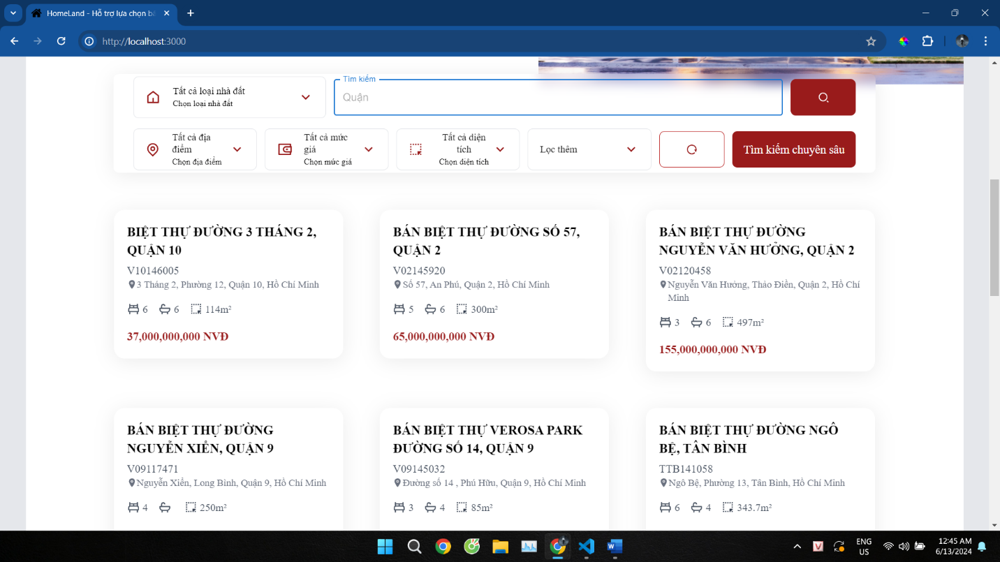 HomeLand - Hỗ trợ lựa chọn bấ
http://localhost:3000
Tất cả loại nhà đất
Chọn loại nhà đất
Tìm kiếm
Quận
Tất cả địa
điểm
Chọn địa điểm
Tất cả mức
giá
Chọn mức giá
Tất cả diện
tích
Chọn diện tích
Lọc thêm
Tìm kiếm chuyên sâu
BIỆT THỰ ĐƯỜNG 3 THÁNG 2,
QUẬN 10
V10146005
3 Tháng 2, Phường 12, Quận 10, Hồ Chí Minh
6 6 114m²
37,000,000,000 NVĐ
BÁN BIỆT THỰ ĐƯỜNG SỐ 57,
QUẬN 2
V02145920
Số 57, An Phú, Quận 2, Hồ Chí Minh
5 6 300m²
65,000,000,000 NVĐ
BÁN BIỆT THỰ ĐƯỜNG
NGUYỄN VĂN HƯỞNG, QUẬN 2
V02120458
Nguyễn Văn Hưởng, Thảo Điền, Quận 2, Hồ Chí
Minh
3 6 497m²
155,000,000,000 NVĐ
BÁN BIỆT THỰ ĐƯỜNG
NGUYỄN XIỂN, QUẬN 9
V09117471
Nguyễn Xiển, Long Bình, Quận 9, Hồ Chí Minh
4 250m²
BÁN BIỆT THỰ VEROSA PARK
ĐƯỜNG SỐ 14, QUẬN 9
V09145032
Đường số 14 , Phú Hữu, Quận 9, Hồ Chí Minh
3 4 85m²
BÁN BIỆT THỰ ĐƯỜNG NGÔ
BỆ, TÂN BÌNH
TTB141058
Ngô Bệ, Phường 13, Tân Bình, Hồ Chí Minh
6 4 343.7m²
ENG
US
12:45 AM
6/13/2024